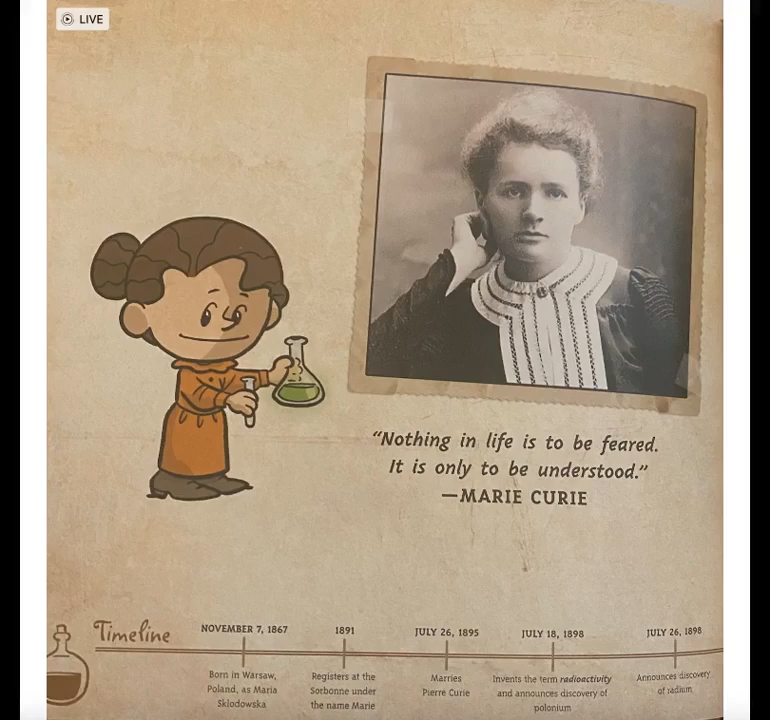 LIVE
“Nothing in life is to be feared.
It is only to be understood.”
—MARIE CURIE
Timeline
NOVEMBER 7, 1867
Born in Warsaw,
Poland, as Maria
Sklodowska
1891
Registers at the
Sorbonne under
the name Marie
JULY 26, 1895
Marries
Pierre Curie
JULY 18, 1898
Invents the term radioactivity
and announces discovery of
polonium
JULY 26, 1898
Announces discovery
of radium